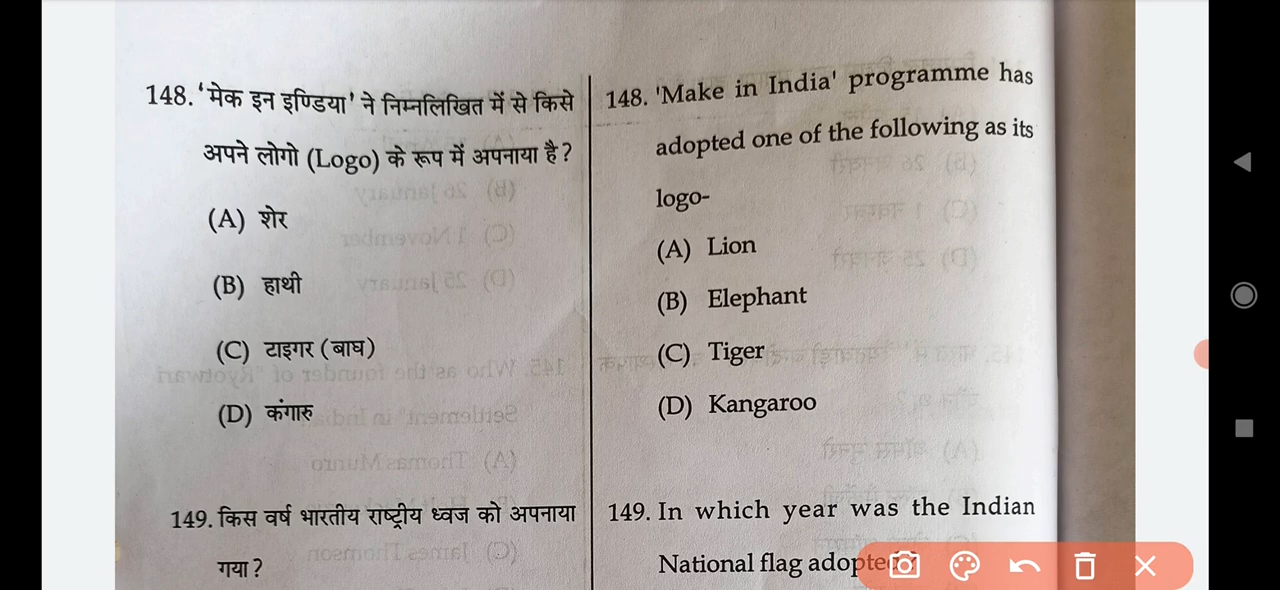 148. 'मेक इन इण्डिया' ने निम्नलिखित में से किसे
अपने लोगो (Logo) के रूप में अपनाया है?
(A) शेर
(B) हाथी
(C) टाइगर (बाघ)
(D) कंगारु
149. किस वर्ष भारतीय राष्ट्रीय ध्वज को अपनाया
गया?
148. 'Make in India' programme has
adopted one of the following as its
logo-
(A) Lion
(B) Elephant
(C) Tiger
(D) Kangaroo
149. In which year was the Indian
National flag adopted?